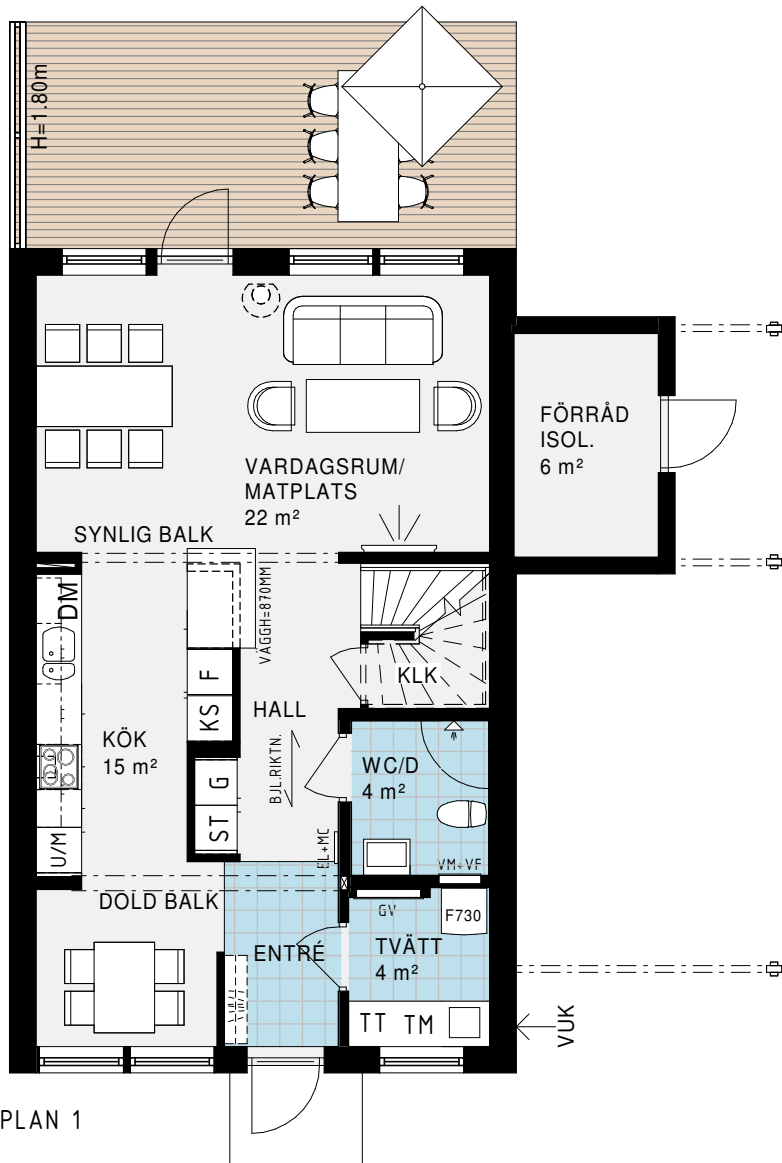 H=1.80m
VARDAGSRUM/
MATPLATS
22 m²
FÖRRÅD
ISOL.
6 m²
SYNLIG BALK
DM
VÄGGH=870MM
F
KS
HALL
KLK
KÖK
15 m²
BJL.RIKTN.
WC/D
4 m²
G
ST
U/M
EL+MC
VM+VF
DOLD BALK
GV
F730
ENTRÉ
TVÄTT
4 m²
TT
TM
VUK
PLAN 1